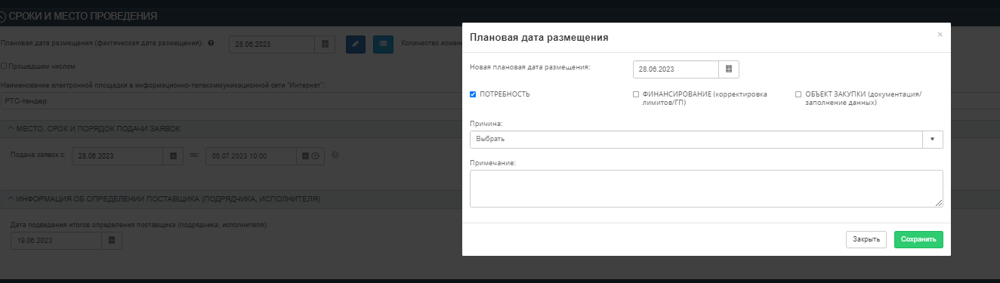 СРОКИ И МЕСТО ПРОВЕДЕНИЯ
Плановая дата размещения (фактическая дата размещения):
28.06.2023
Количество измен
Прошедшим числом
Наименование электронной площадки в информационно-телекоммуникационной сети "Интернет":
РТС-тендер
МЕСТО, СРОК И ПОРЯДОК ПОДАЧИ ЗАЯВОК
Подача заявок с: 28.06.2023 по: 05.07.2023 10:00
ИНФОРМАЦИЯ ОБ ОПРЕДЕЛЕНИИ ПОСТАВЩИКА (ПОДРЯДЧИКА, ИСПОЛНИТЕЛЯ)
Дата подведения итогов определения поставщика (подрядчика, исполнителя):
19.06.2023
Плановая дата размещения
×
Новая плановая дата размещения: 28.06.2023
ПОТРЕБНОСТЬ
ФИНАНСИРОВАНИЕ (корректировка
лимитов/ГП)
ОБЪЕКТ ЗАКУПКИ (документация/
заполнение данных)
Причина:
Выбрать
Примечание:
Закрыть
Сохранить